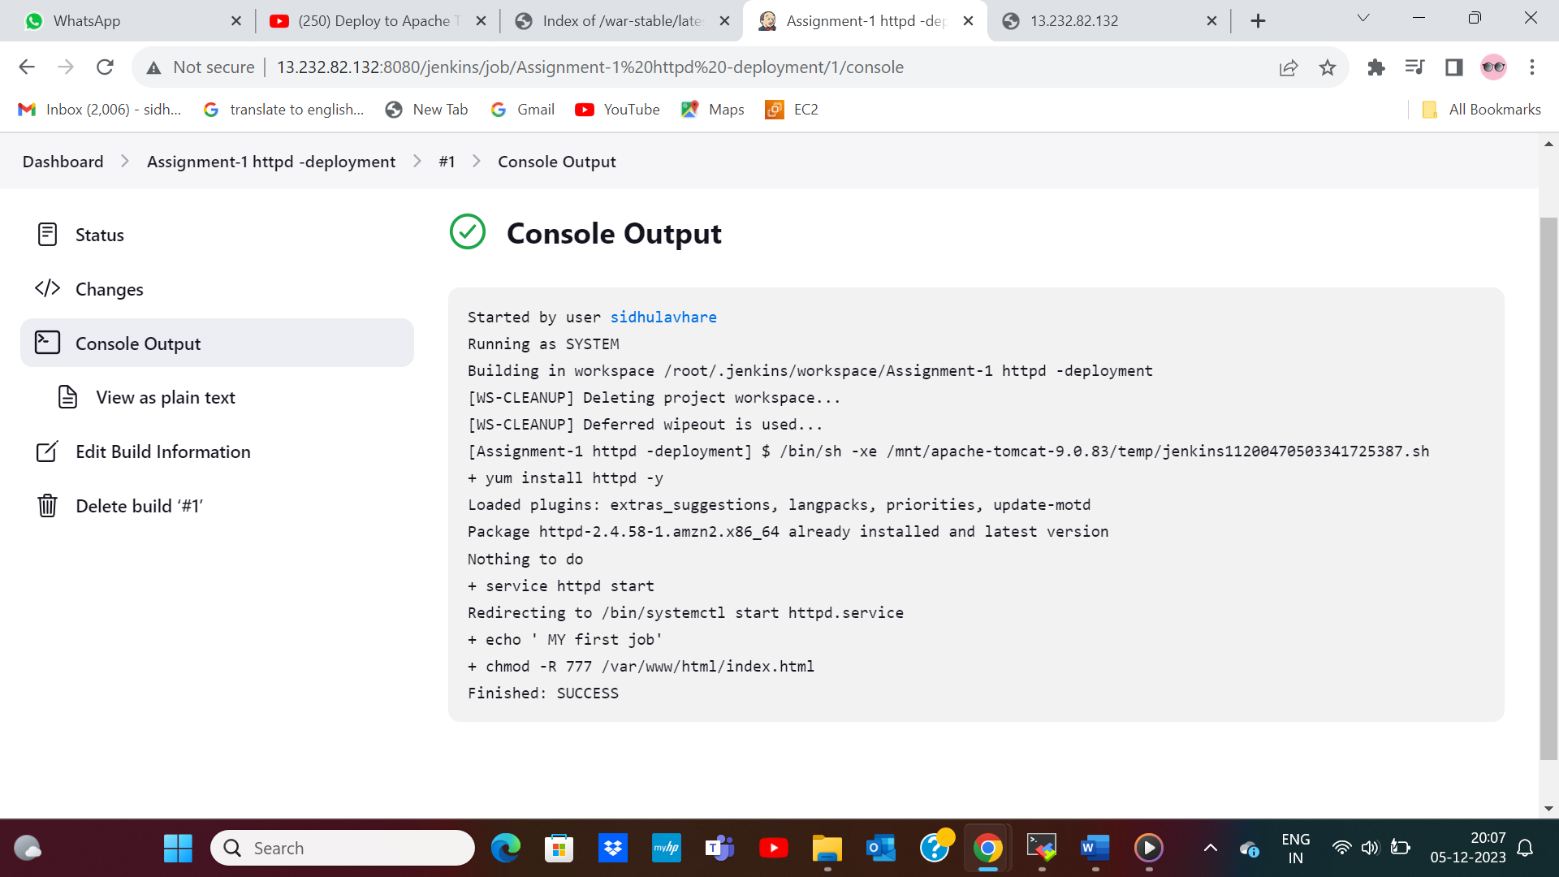 WhatsApp
(250) Deploy to Apache T
Index of /war-stable/late
Assignment-1 httpd -dep
13.232.82.132
Not secure
13.232.82.132:8080/jenkins/job/Assignment-1%20httpd%20-deployment/1/console
Inbox (2,006) - sidh...
translate to english...
New Tab
Gmail
YouTube
Maps
EC2
All Bookmarks
Dashboard
Assignment-1 httpd -deployment
#1
Console Output
Status
Changes
Console Output
View as plain text
Edit Build Information
Delete build ‘#1’
Console Output
Started by user sidhulavhare
Running as SYSTEM
Building in workspace /root/.jenkins/workspace/Assignment-1 httpd -deployment
[WS-CLEANUP] Deleting project workspace...
[WS-CLEANUP] Deferred wipeout is used...
[Assignment-1 httpd -deployment] $ /bin/sh -xe /mnt/apache-tomcat-9.0.83/temp/jenkins11200470503341725387.sh
+ yum install httpd -y
Loaded plugins: extras_suggestions, langpacks, priorities, update-motd
Package httpd-2.4.58-1.amzn2.x86_64 already installed and latest version
Nothing to do
+ service httpd start
Redirecting to /bin/systemctl start httpd.service
+ echo ' MY first job'
+ chmod -R 777 /var/www/html/index.html
Finished: SUCCESS
Search
myhp
ENG
IN
20:07
05-12-2023